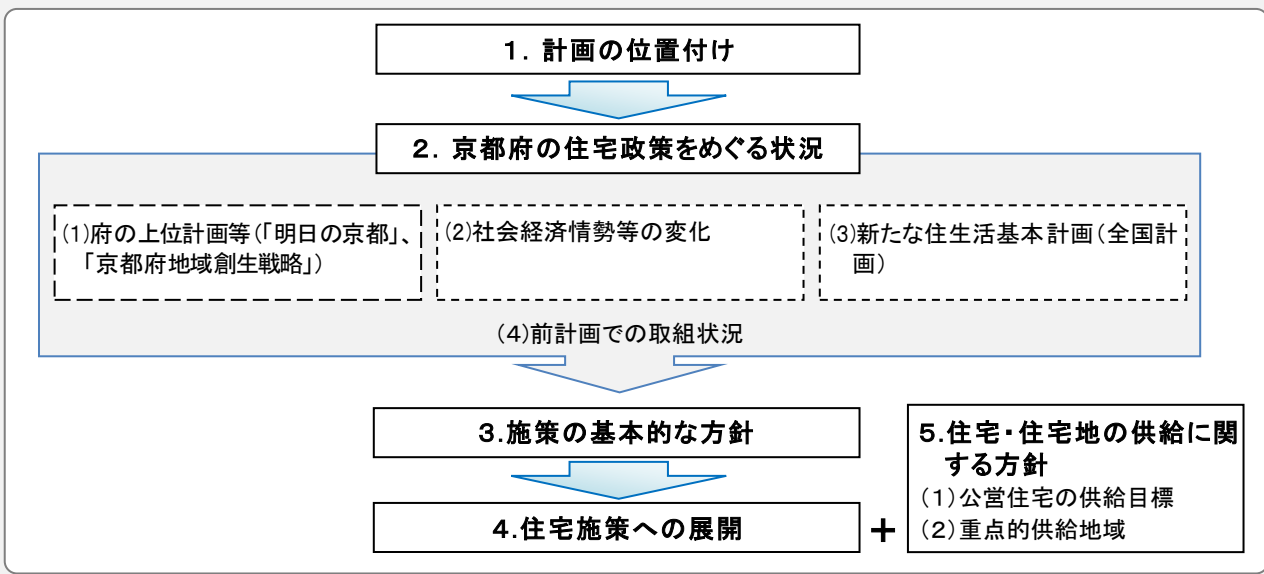 １．計画の位置付け
２．京都府の住宅政策をめぐる状況
(1)府の上位計画等(「明日の京都」、
「京都府地域創生戦略」)
(2)社会経済情勢等の変化
(3)新たな住生活基本計画(全国計
画)
(4)前計画での取組状況
３.施策の基本的な方針
４.住宅施策への展開
＋
５.住宅・住宅地の供給に関
する方針
(1)公営住宅の供給目標
(2)重点的供給地域